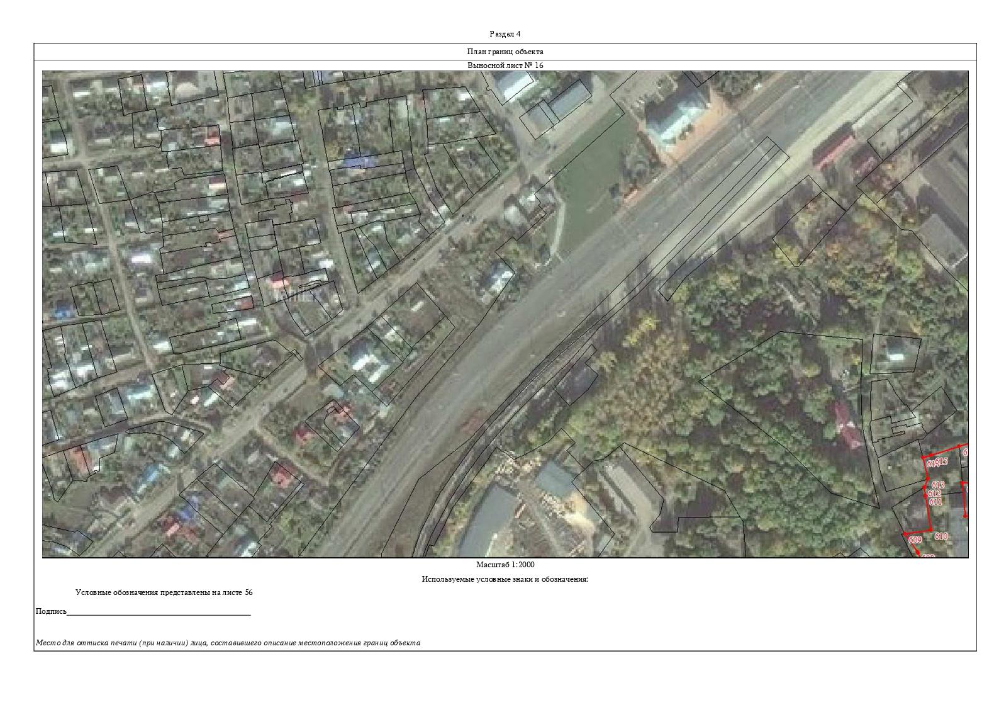 Раздел 4
План границ объекта
Выносной лист № 16
615
613
612
611
610
609
Масштаб 1:2000
Используемые условные знаки и обозначения:
Условные обозначения представлены на листе 56
Подпись
Место для оттиска печати (при наличии) лица, составившего описание местоположения границ объекта